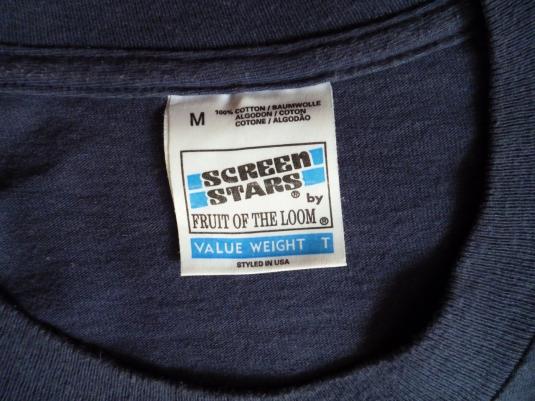 M
100% COTTON / BAUMWOLLE
ALGODON / COTON
COTONE / ALGODÃO
SCREEN
STARS ® by
FRUIT OF THE LOOM ®
VALUE WEIGHT T
STYLED IN USA